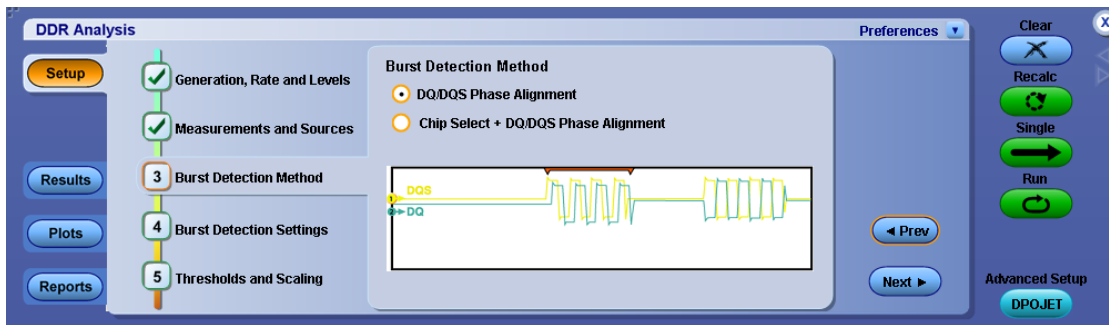 DDR Analysis
Preferences
Clear
X
Setup
Generation, Rate and Levels
Measurements and Sources
3 Burst Detection Method
4 Burst Detection Settings
5 Thresholds and Scaling
Burst Detection Method
DQ/DQS Phase Alignment
Chip Select + DQ/DQS Phase Alignment
1 DQS
DQ
Results
Plots
Reports
Prev
Next
Recalc
Single
Run
Advanced Setup
DPOJET